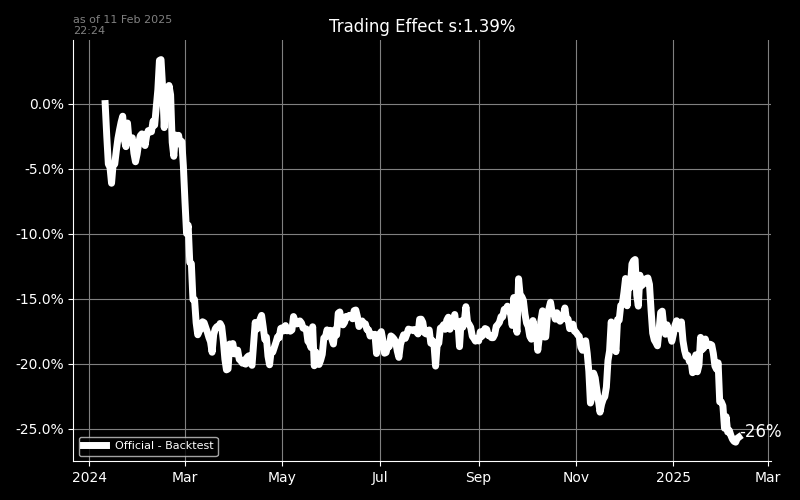 as of 11 Feb 2025
22:24
Trading Effect s:1.39%
0.0%
-5.0%
-10.0%
-15.0%
-20.0%
-25.0%
-26%
Official - Backtest
2024 Mar May Jul Sep Nov 2025 Mar